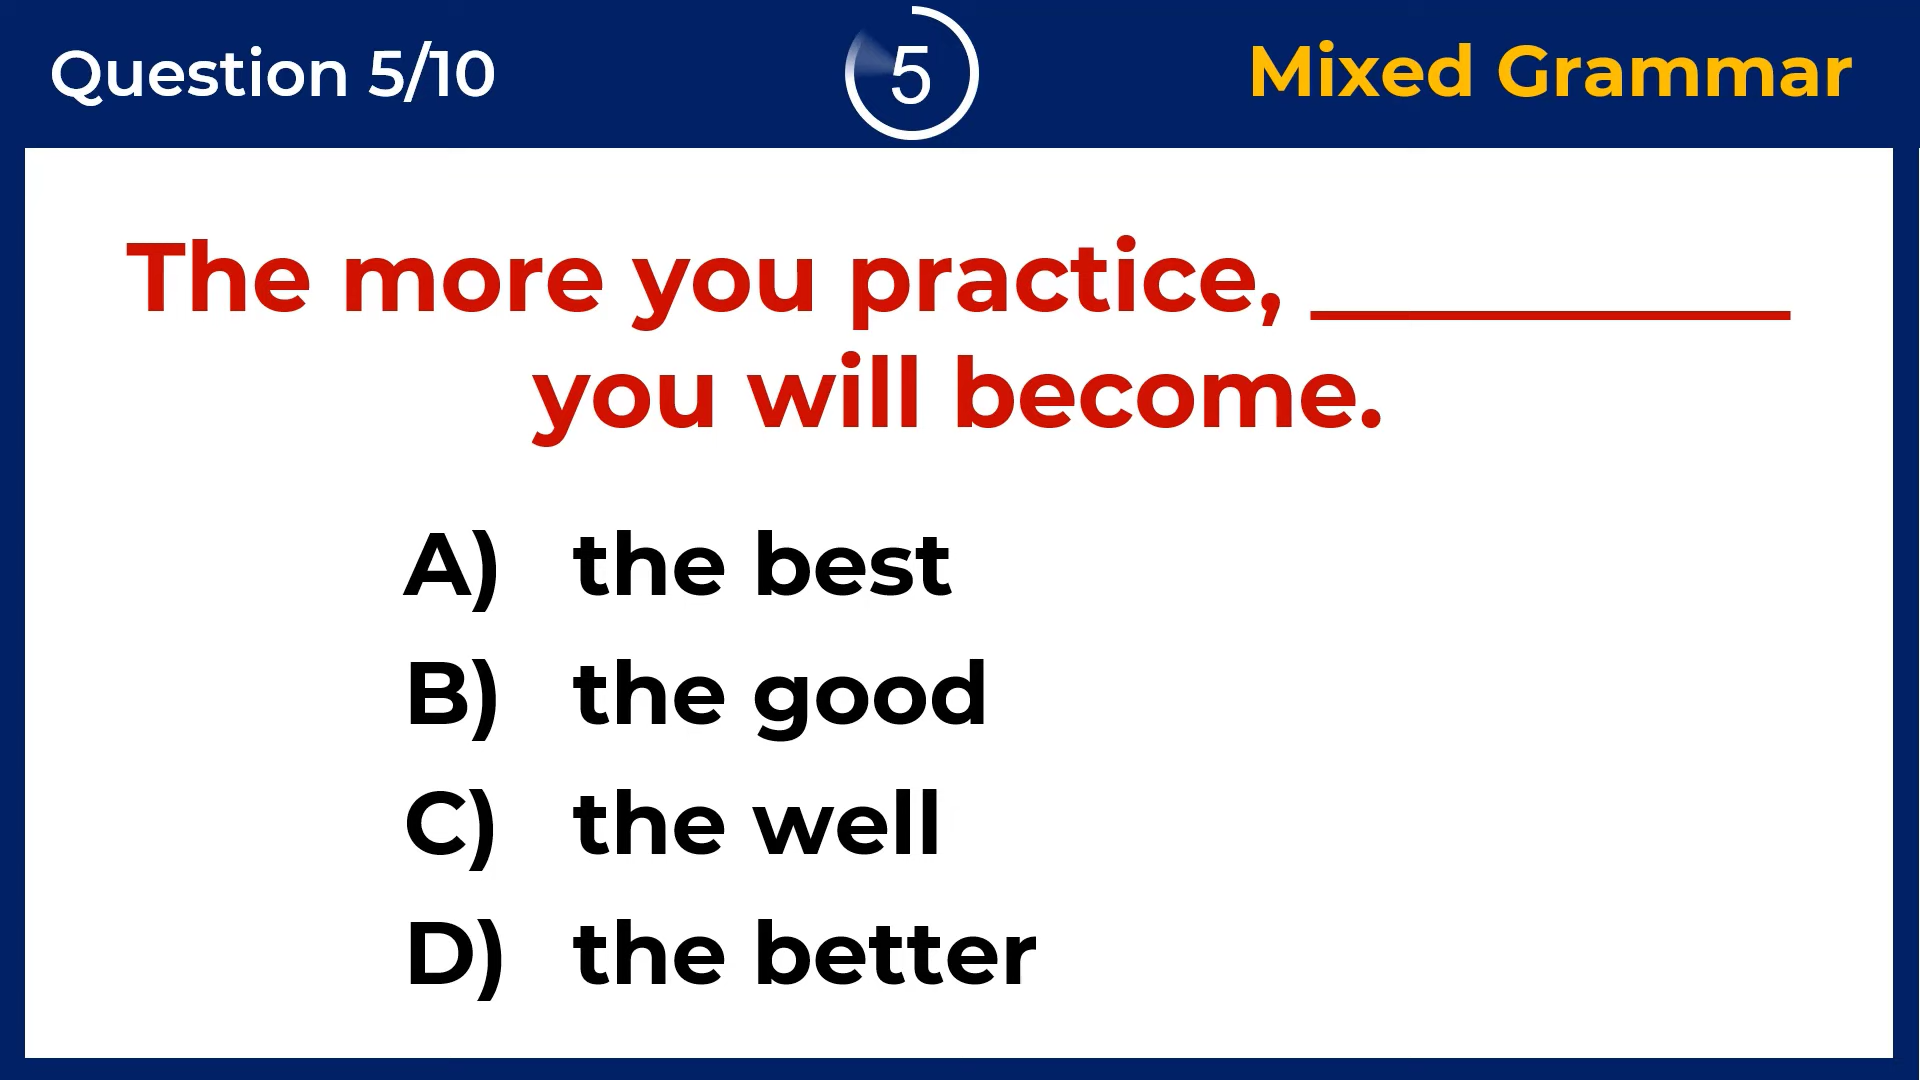 Question 5/10
5
Mixed Grammar
The more you practice, __________
you will become.
A) the best
B) the good
C) the well
D) the better